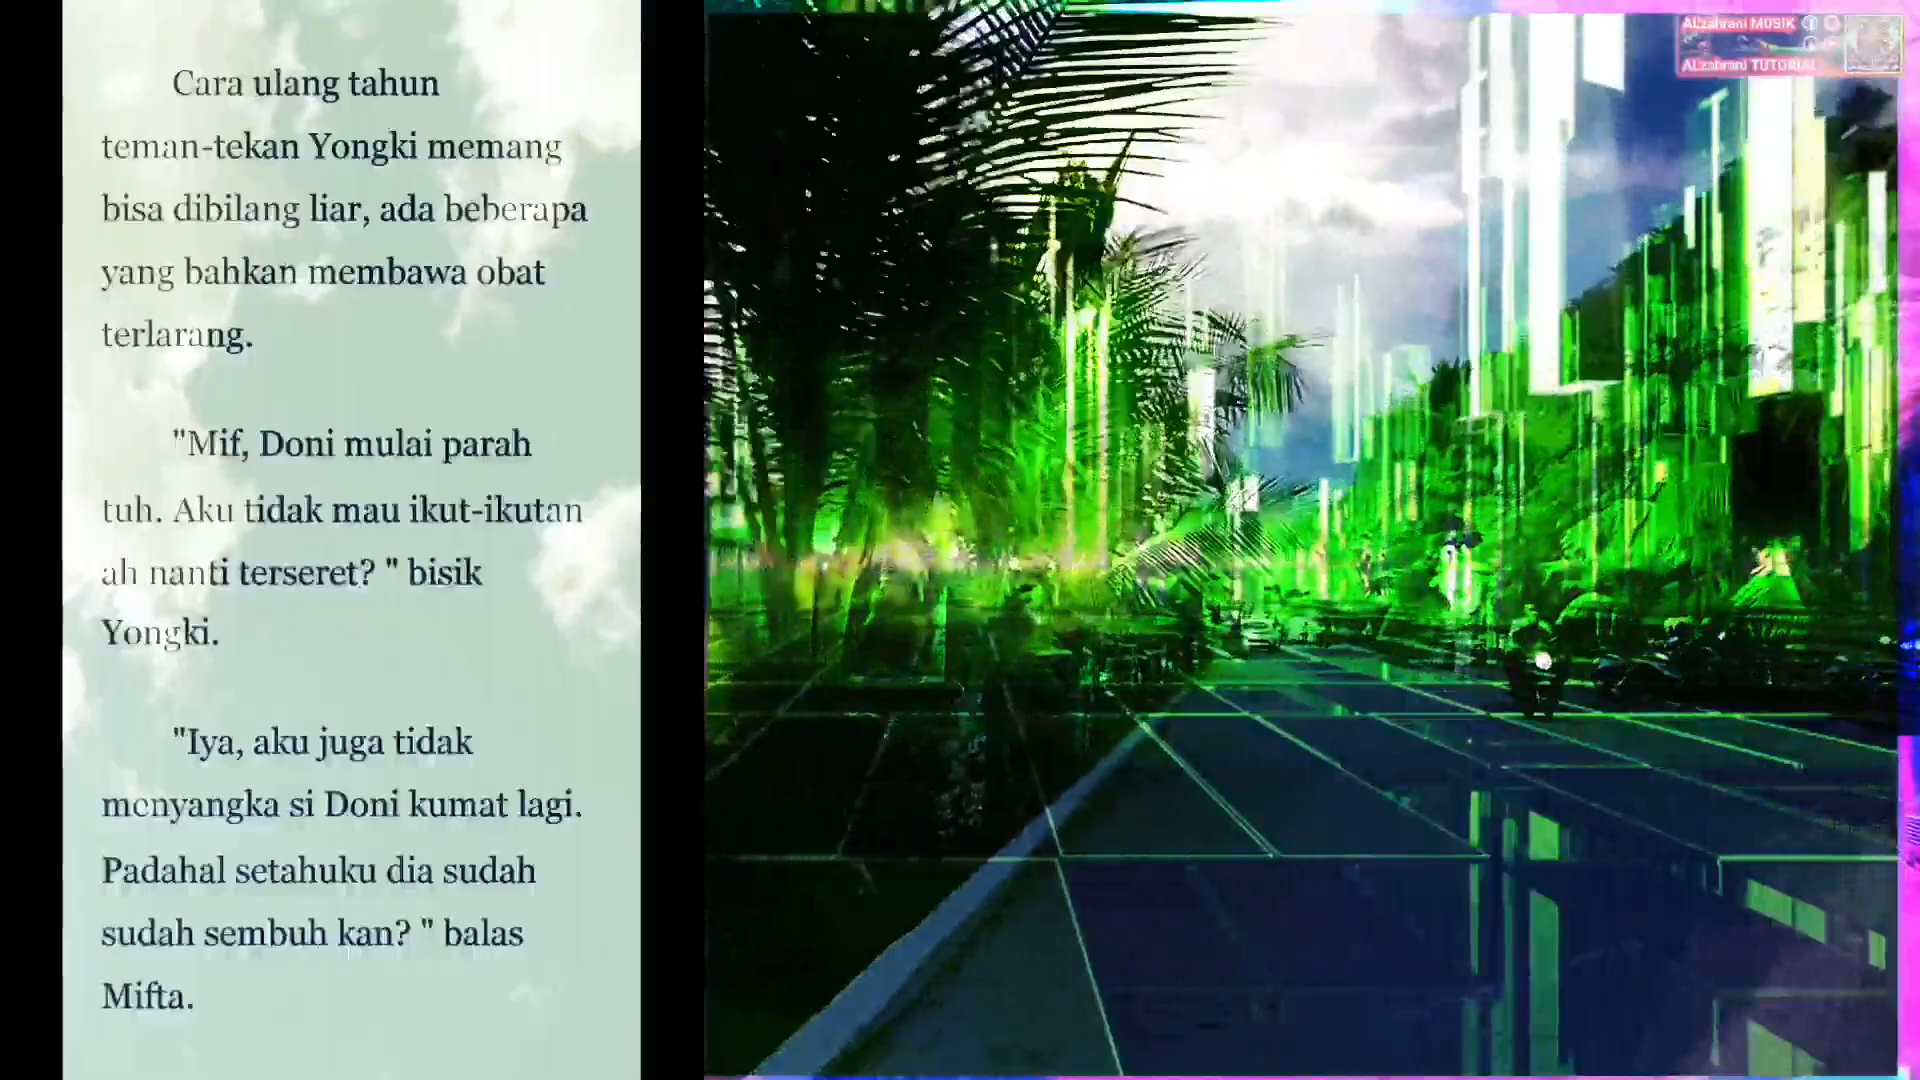 Cara ulang tahun
teman-tekan Yongki memang
bisa dibilang liar, ada beberapa
yang bahkan membawa obat
terlarang.
"Mif, Doni mulai parah
tuh. Aku tidak mau ikut-ikutan
ah nanti terseret? " bisik
Yongki.
"Iya, aku juga tidak
menyangka si Doni kumat lagi.
Padahal setahuku dia sudah
sudah sembuh kan? " balas
Mifta.
ALzahrani MUSIK
ALzahrani TUTORIAL